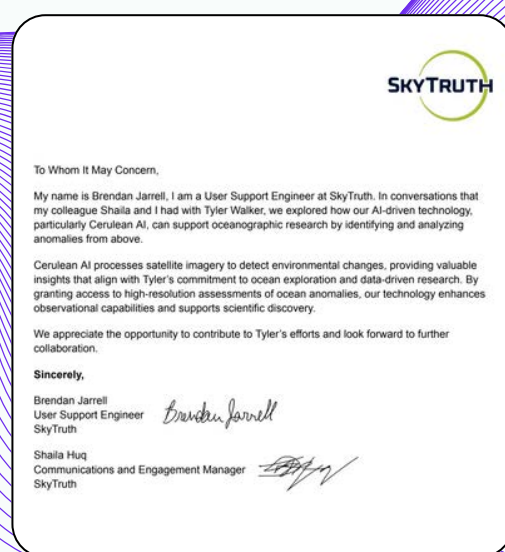 SKYTRUTH
To Whom It May Concern,
My name is Brendan Jarrell, I am a User Support Engineer at SkyTruth. In conversations that
my colleague Shaila and I had with Tyler Walker, we explored how our AI-driven technology,
particularly Cerulean AI, can support oceanographic research by identifying and analyzing
anomalies from above.
Cerulean AI processes satellite imagery to detect environmental changes, providing valuable
insights that align with Tyler's commitment to ocean exploration and data-driven research. By
granting access to high-resolution assessments of ocean anomalies, our technology enhances
observational capabilities and supports scientific discovery.
We appreciate the opportunity to contribute to Tyler's efforts and look forward to further
collaboration.
Sincerely,
Brendan Jarrell
User Support Engineer
Brendan Jarrell
SkyTruth
Shaila Huq
Communications and Engagement Manager
SkyTruth